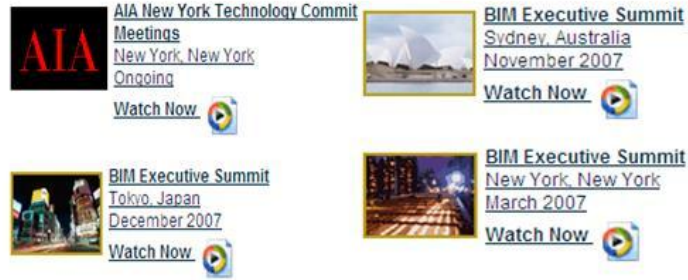 AIA
AIA New York Technology Commit
Meetings
New York, New York
Ongoing
Watch Now
BIM Executive Summit
Sydney, Australia
November 2007
Watch Now
BIM Executive Summit
Tokyo, Japan
December 2007
Watch Now
BIM Executive Summit
New York, New York
March 2007
Watch Now